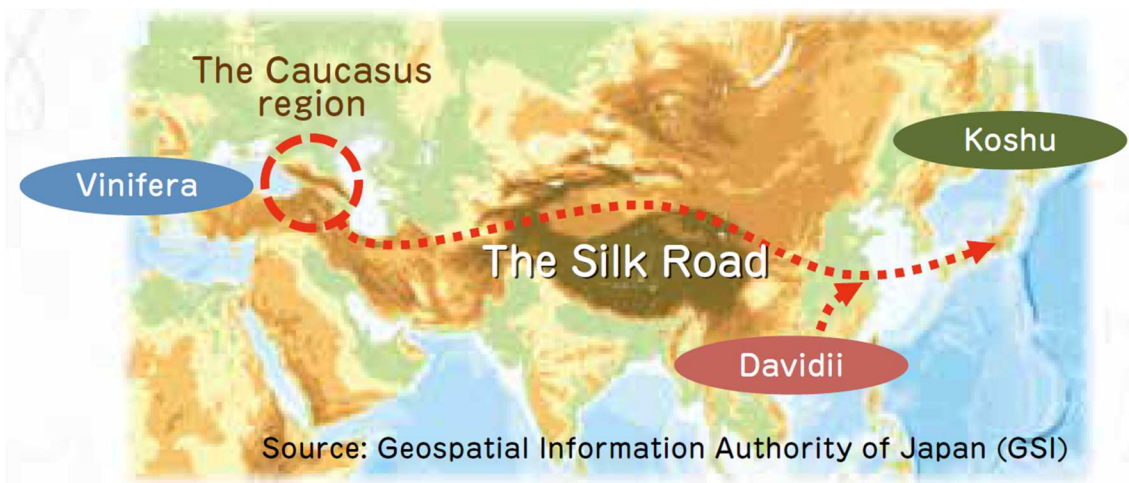 The Caucasus
region
Koshu
Vinifera
The Silk Road
Davidii
Source: Geospatial Information Authority of Japan (GSI)